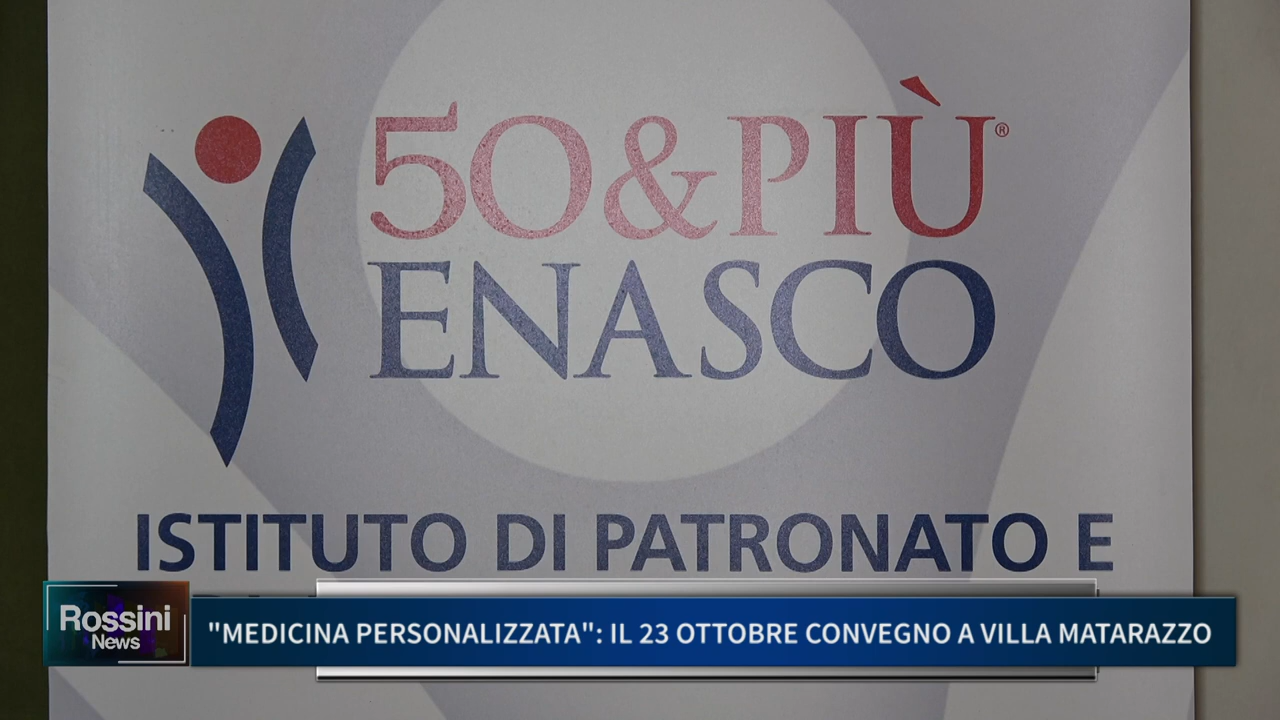 50&PIÙ®
ENASCO
ISTITUTO DI PATRONATO E
Rossini
News
"MEDICINA PERSONALIZZATA": IL 23 OTTOBRE CONVEGNO A VILLA MATARAZZO